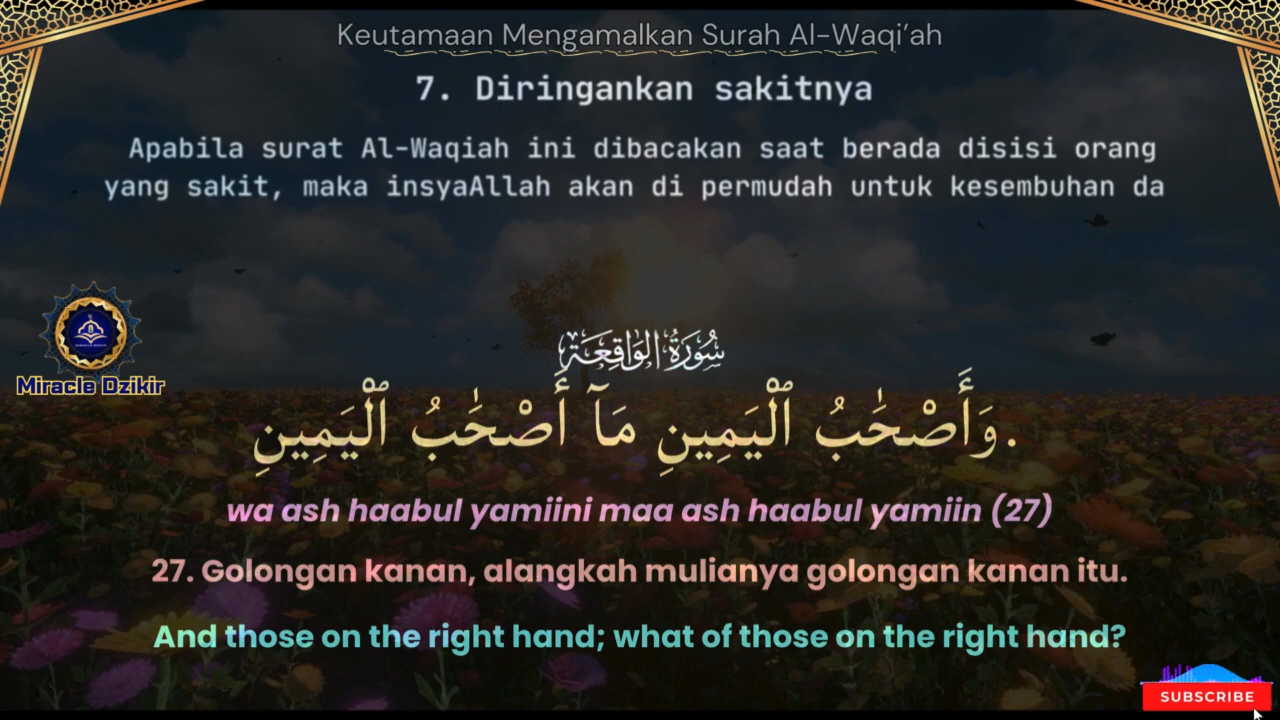 Keutamaan Mengamalkan Surah Al-Waqi’ah
7. Diringankan sakitnya
Apabila surat Al-Waqiah ini dibacakan saat berada disisi orang
yang sakit, maka insyaAllah akan di permudah untuk kesembuhan da
سُورَةُ الوَاقِعَة
Miracle Dzikir
وَأَصْحَٰبُ ٱلْيَمِينِ مَآ أَصْحَٰبُ ٱلْيَمِينِ.
wa ash haabul yamiini maa ash haabul yamiin (27)
27. Golongan kanan, alangkah mulianya golongan kanan itu.
And those on the right hand; what of those on the right hand?
SUBSCRIBE